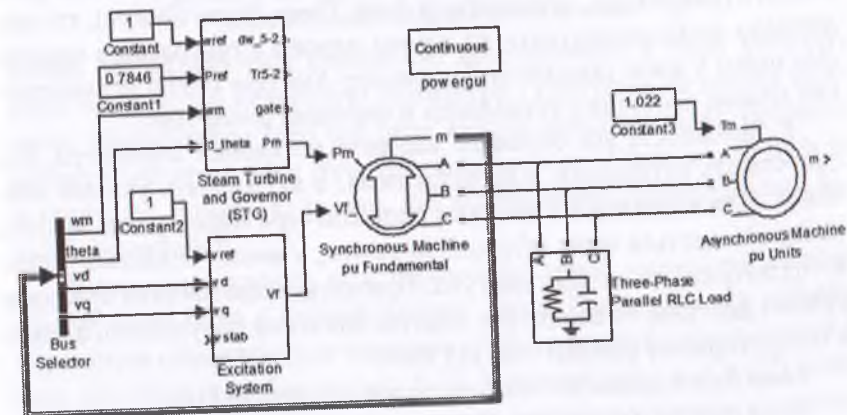 1
Constant
0.7846
Constant1
wref
Pref
wm
d_theta
dw_5-2
Tr5-2
gate
Pm
Steam Turbine
and Governor
(STG)
Continuous
powergui
1.022
Constant3
Tm
A
B
C
m
Asynchronous Machine
pu Units
Pm
Vf
m
A
B
C
Synchronous Machine
pu Fundamental
A
B
C
Three-Phase
Parallel RLC Load
1
Constant2
vref
vd
vq
vstab
Vf
Excitation
System
wm
theta
vd
vq
Bus
Selector